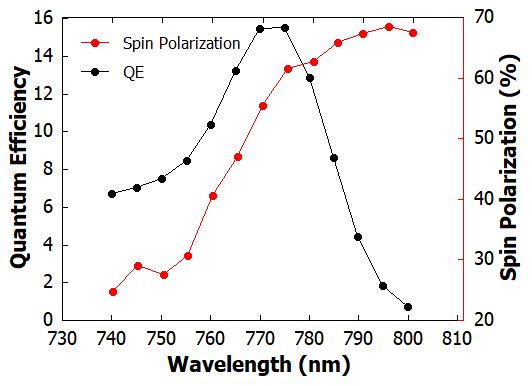 16
14
12
10
8
6
4
2
0
Quantum Efficiency
Spin Polarization
QE
70
60
50
40
30
20
Spin Polarization (%)
730 740 750 760 770 780 790 800 810
Wavelength (nm)